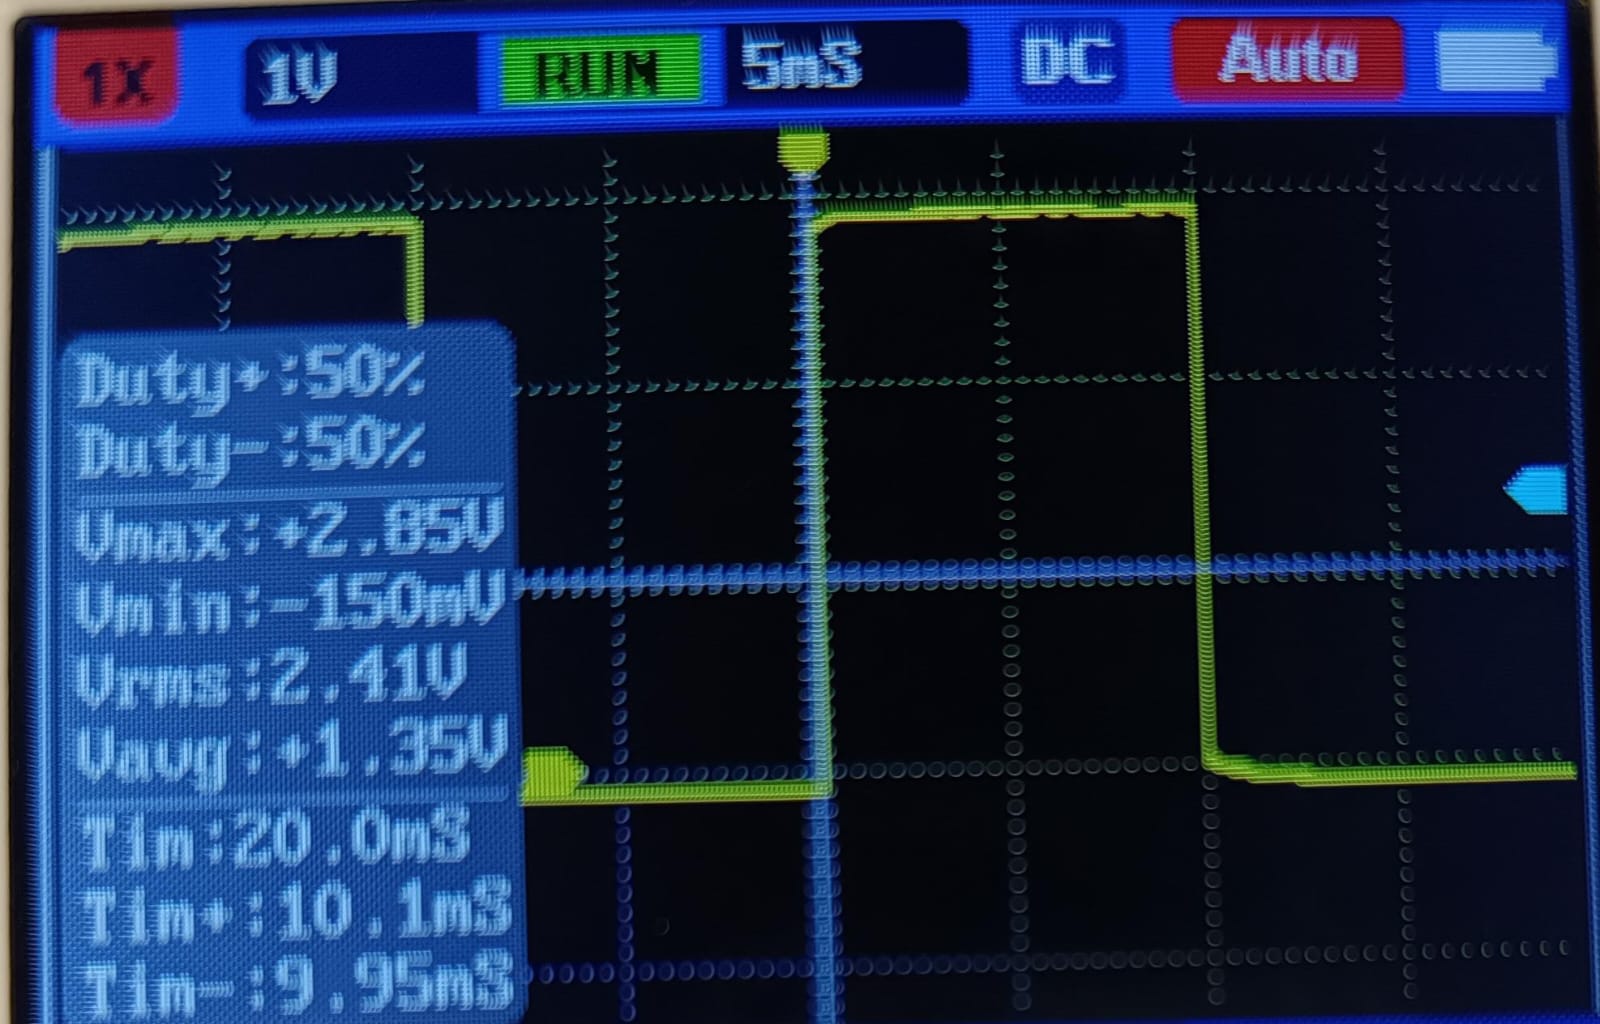 1X 1V RUN 5mS DC Auto
Duty+:50%
Duty-:50%
Vmax:+2.85V
Vmin:-150mV
Vrms:2.41V
Vavg:+1.35V
Tim:20.0mS
Tim+:10.1mS
Tim-:9.95mS